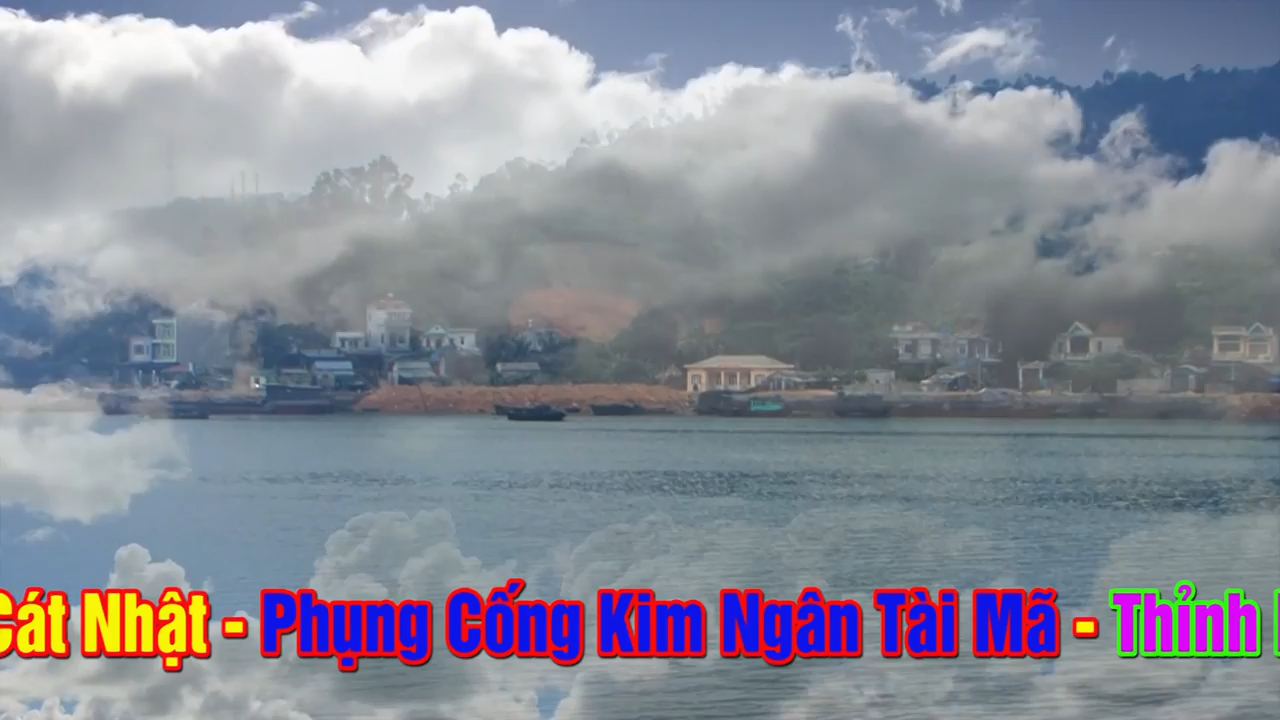 Cát Nhật - Phụng Cống Kim Ngân Tài Mã - Thỉnh